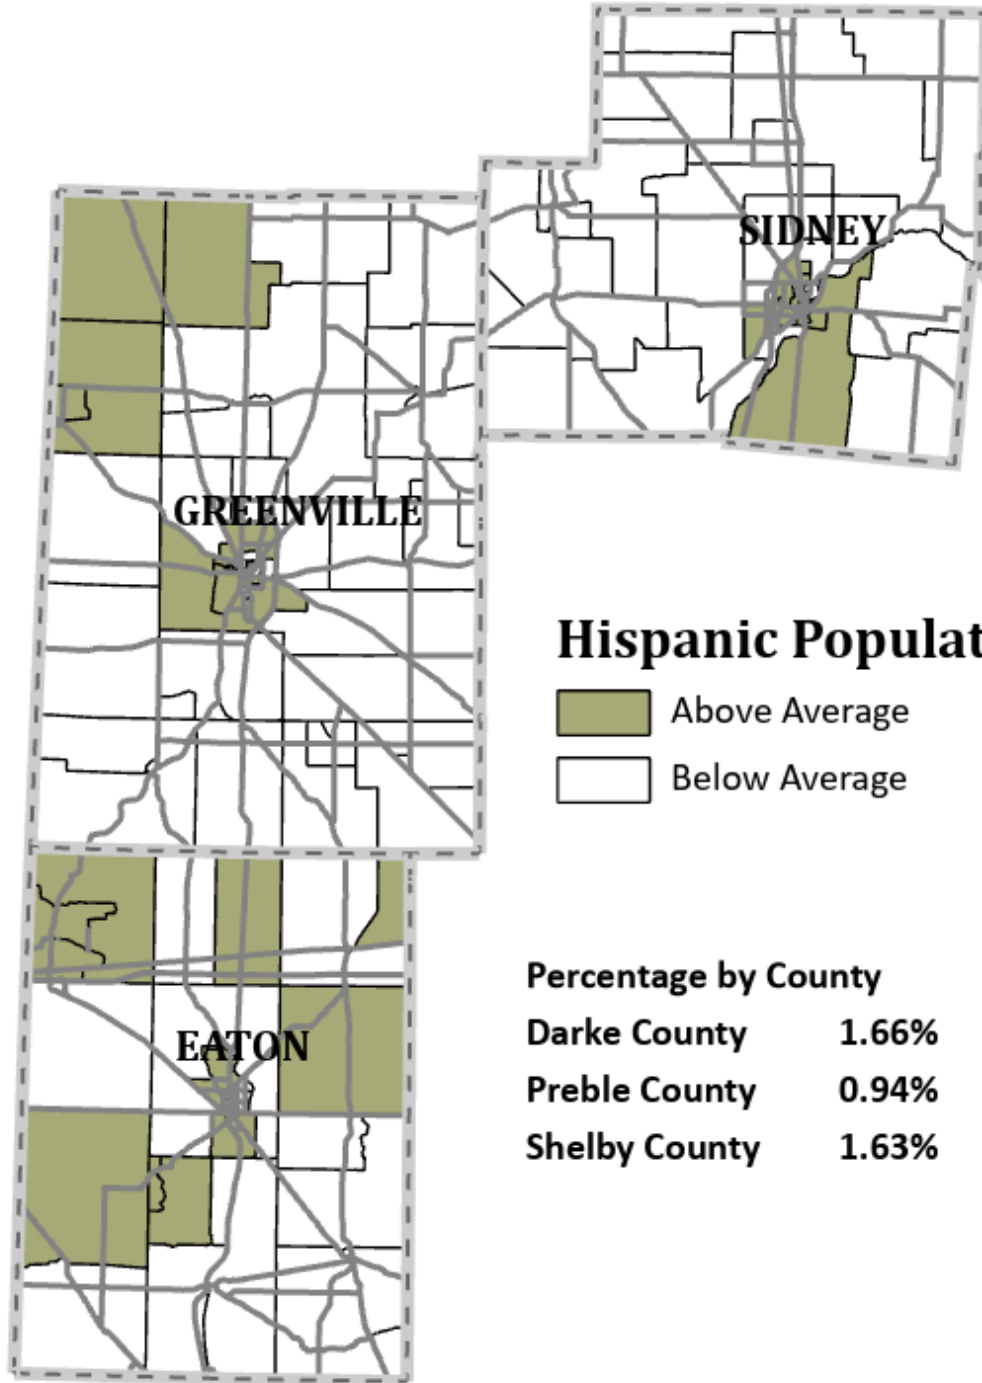 SIDNEY
GREENVILLE
Hispanic Populat
Above Average
Below Average
Percentage by County
Darke County 1.66%
EATON
Preble County 0.94%
Shelby County 1.63%